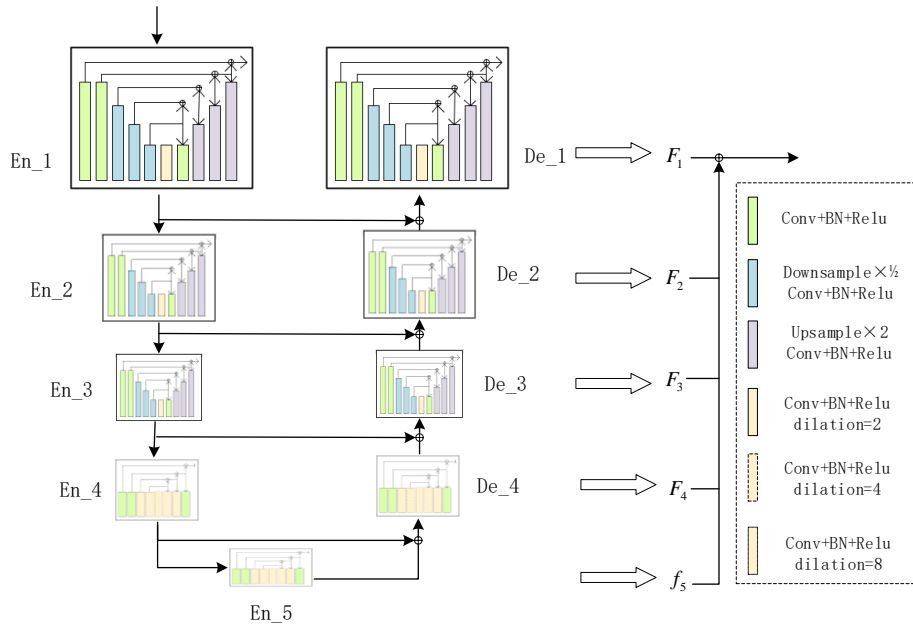 En_1
De_1
F1
En_2
De_2
F2
En_3
De_3
F3
En_4
De_4
F4
En_5
f5
Conv+BN+Relu
Downsample×½
Conv+BN+Relu
Upsample×2
Conv+BN+Relu
Conv+BN+Relu
dilation=2
Conv+BN+Relu
dilation=4
Conv+BN+Relu
dilation=8